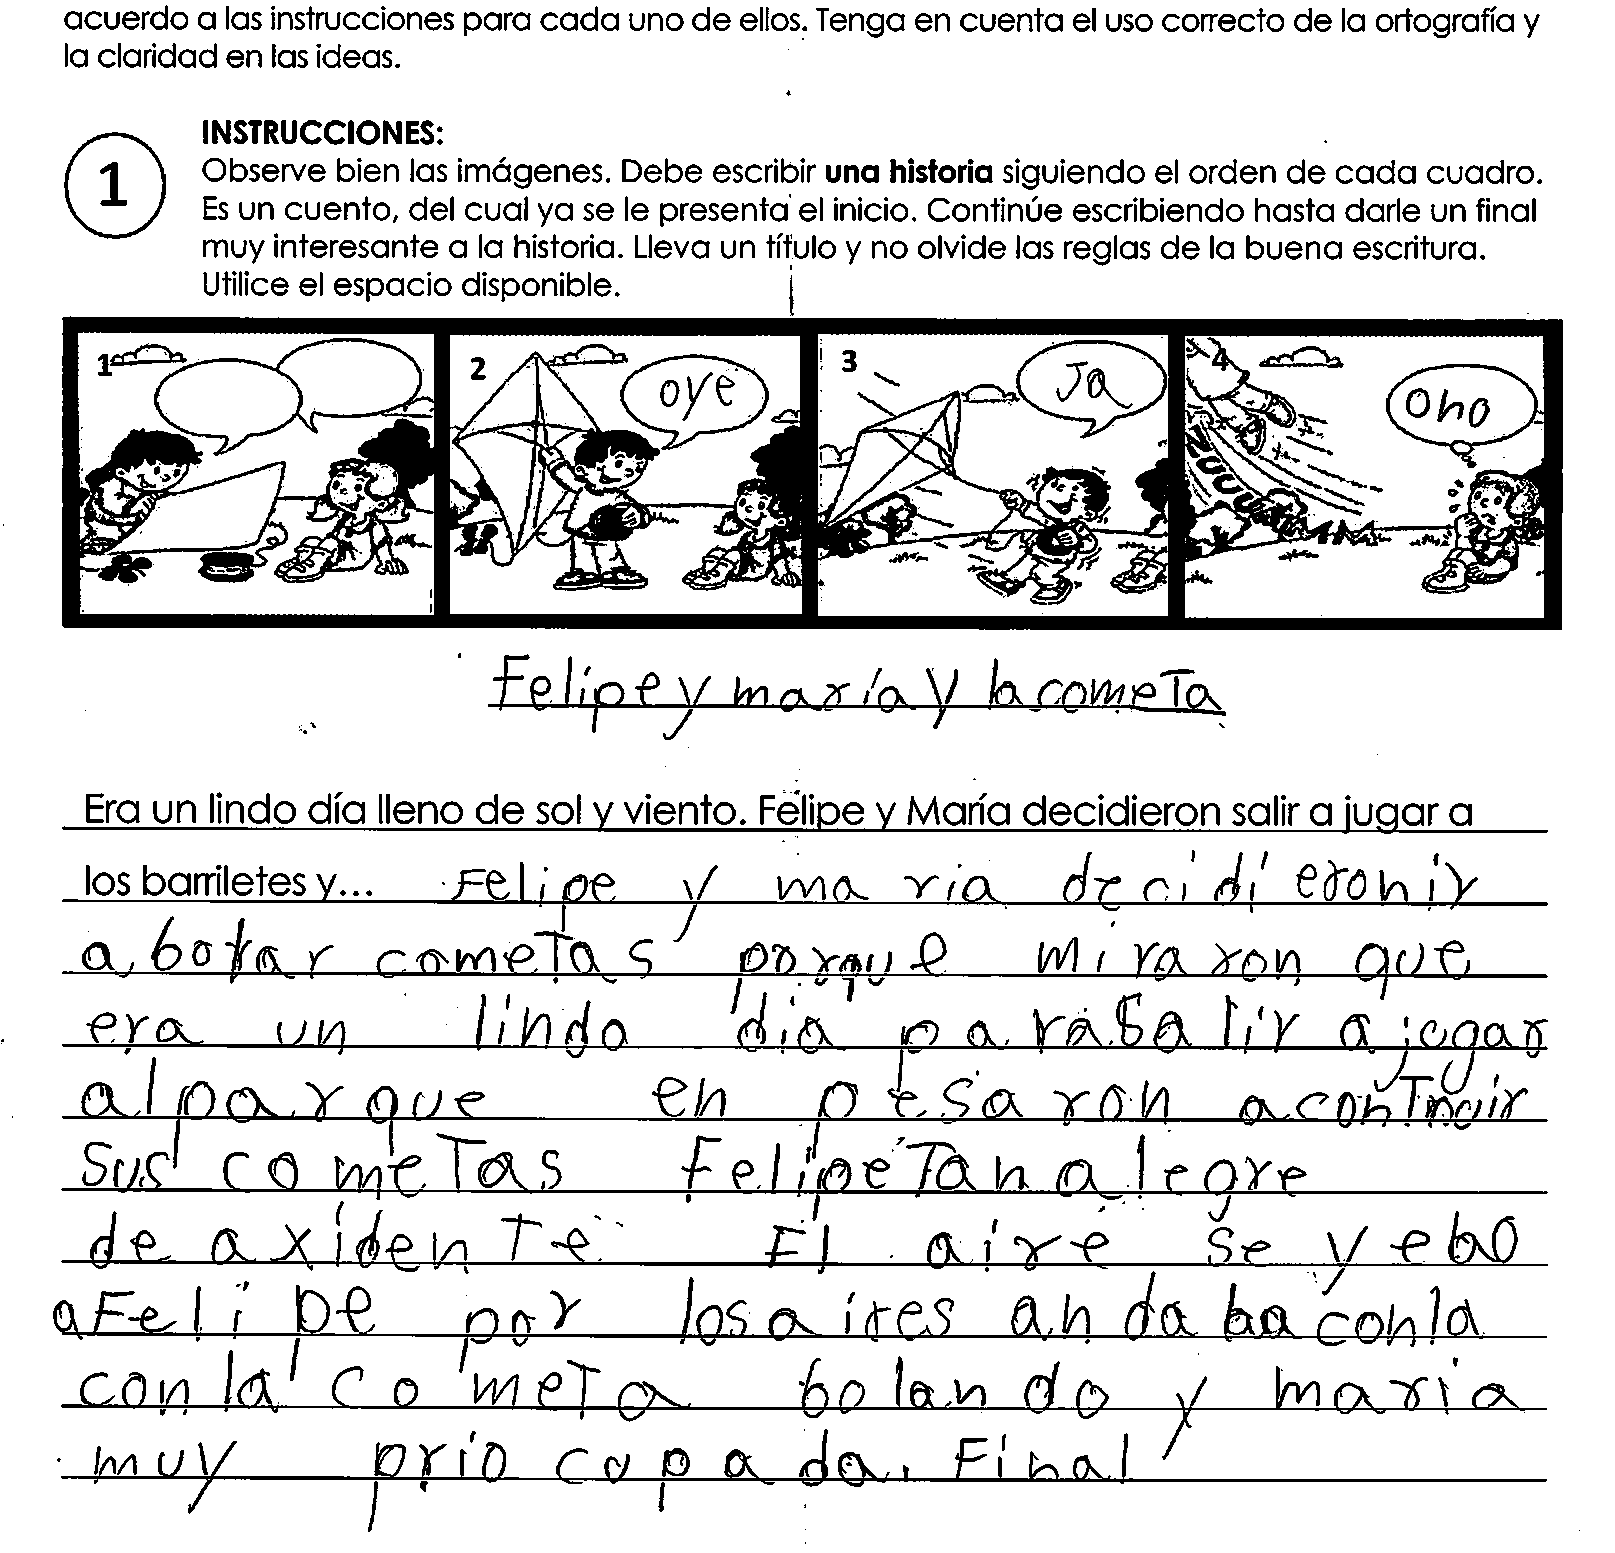 acuerdo a las instrucciones para cada uno de ellos. Tenga en cuenta el uso correcto de la ortografía y
la claridad en las ideas.
INSTRUCCIONES:
1
Observe bien las imágenes. Debe escribir una historia siguiendo el orden de cada cuadro.
Es un cuento, del cual ya se le presenta el inicio. Continúe escribiendo hasta darle un final
muy interesante a la historia. Lleva un título y no olvide las reglas de la buena escritura.
Utilice el espacio disponible.
1 2 oye 3 Ja 4 oho
Felipe y maría y la cometa
Era un lindo día lleno de sol y viento. Felipe y María decidieron salir a jugar a
los barriletes y... Felipe y maria decidieron ir
a botar cometas porque miraron que
era un lindo dia para salir a jugar
al parque en pesaron a
sus cometas Felipe Tan alegre
de axidente El aire se yebo
a Felipe por los aires andaba con la
con la cometa bolando y maria
muy priocupada. Final